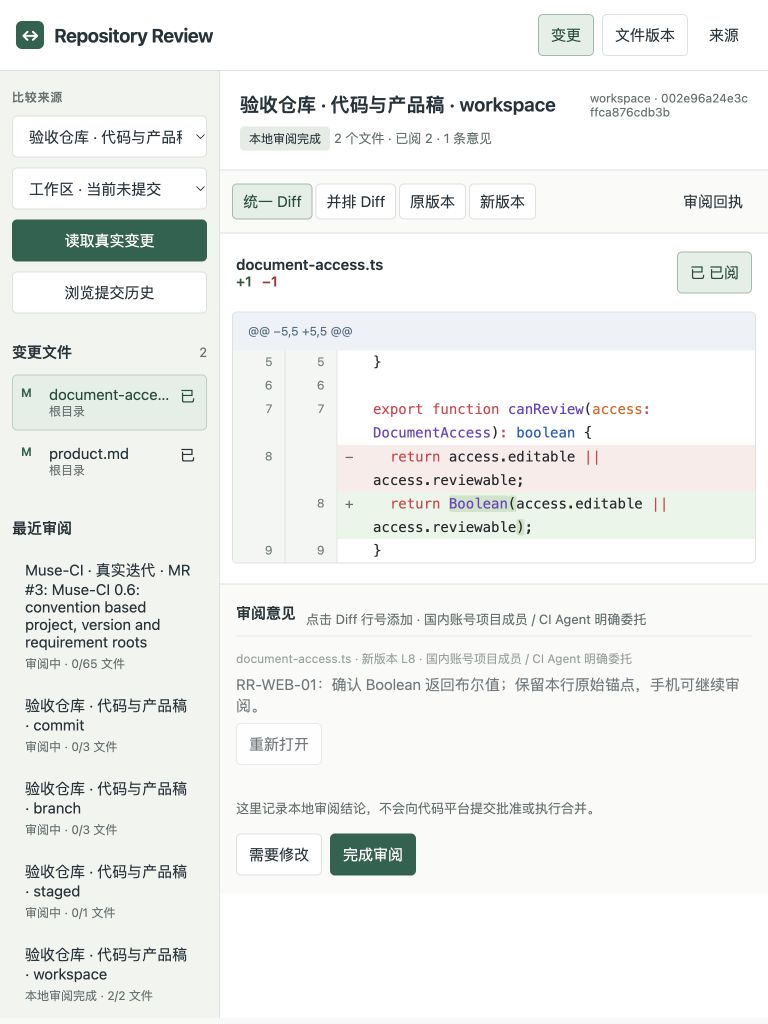 Repository Review
变更
文件版本
来源
比较来源
验收仓库 · 代码与产品稿
工作区 · 当前未提交
读取真实变更
浏览提交历史
变更文件
2
M
document-acce...
已
根目录
M
product.md
已
根目录
最近审阅
Muse-CI · 真实迭代 · MR
#3: Muse-CI 0.6:
convention based
project, version and
requirement roots
审阅中 · 0/65 文件
验收仓库 · 代码与产品稿
· commit
审阅中 · 0/3 文件
验收仓库 · 代码与产品稿
· branch
审阅中 · 0/3 文件
验收仓库 · 代码与产品稿
· staged
审阅中 · 0/1 文件
验收仓库 · 代码与产品稿
· workspace
本地审阅完成 · 2/2 文件
验收仓库 · 代码与产品稿 · workspace
workspace · 002e96a24e3c
ffca876cdb3b
本地审阅完成
2 个文件 · 已阅 2 · 1 条意见
统一 Diff
并排 Diff
原版本
新版本
审阅回执
document-access.ts
+1 −1
已 已阅
@@ −5,5 +5,5 @@
5 5 }
6 6
7 7 export function canReview(access:
DocumentAccess): boolean {
8 − return access.editable ||
access.reviewable;
8 + return Boolean(access.editable ||
access.reviewable);
9 9 }
审阅意见
点击 Diff 行号添加 · 国内账号项目成员 / CI Agent 明确委托
document-access.ts · 新版本 L8 · 国内账号项目成员 / CI Agent 明确委托
RR-WEB-01：确认 Boolean 返回布尔值；保留本行原始锚点，手机可继续审
阅。
重新打开
这里记录本地审阅结论，不会向代码平台提交批准或执行合并。
需要修改
完成审阅